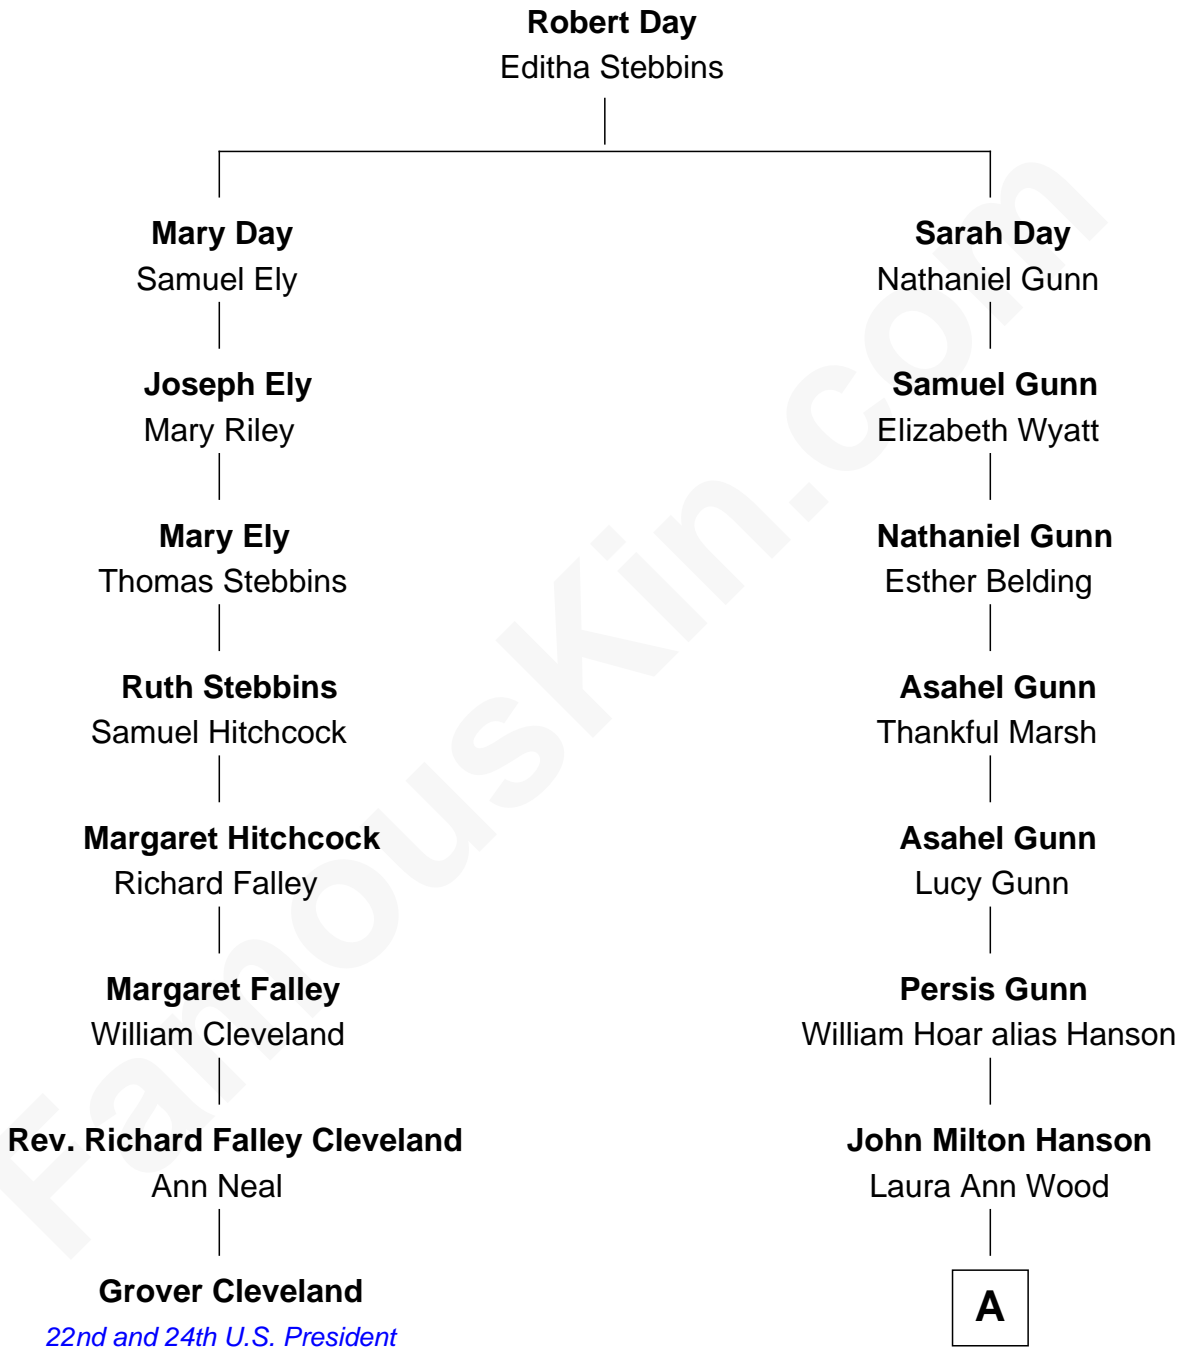 Robert Day
Editha Stebbins
Mary Day
Samuel Ely
Sarah Day
Nathaniel Gunn
Joseph Ely
Mary Riley
Samuel Gunn
Elizabeth Wyatt
Mary Ely
Thomas Stebbins
Nathaniel Gunn
Esther Belding
Ruth Stebbins
Samuel Hitchcock
Asahel Gunn
Thankful Marsh
Margaret Hitchcock
Richard Falley
Asahel Gunn
Lucy Gunn
Margaret Falley
William Cleveland
Persis Gunn
William Hoar alias Hanson
Rev. Richard Falley Cleveland
Ann Neal
John Milton Hanson
Laura Ann Wood
Grover Cleveland
22nd and 24th U.S. President
A
FamousKin.com